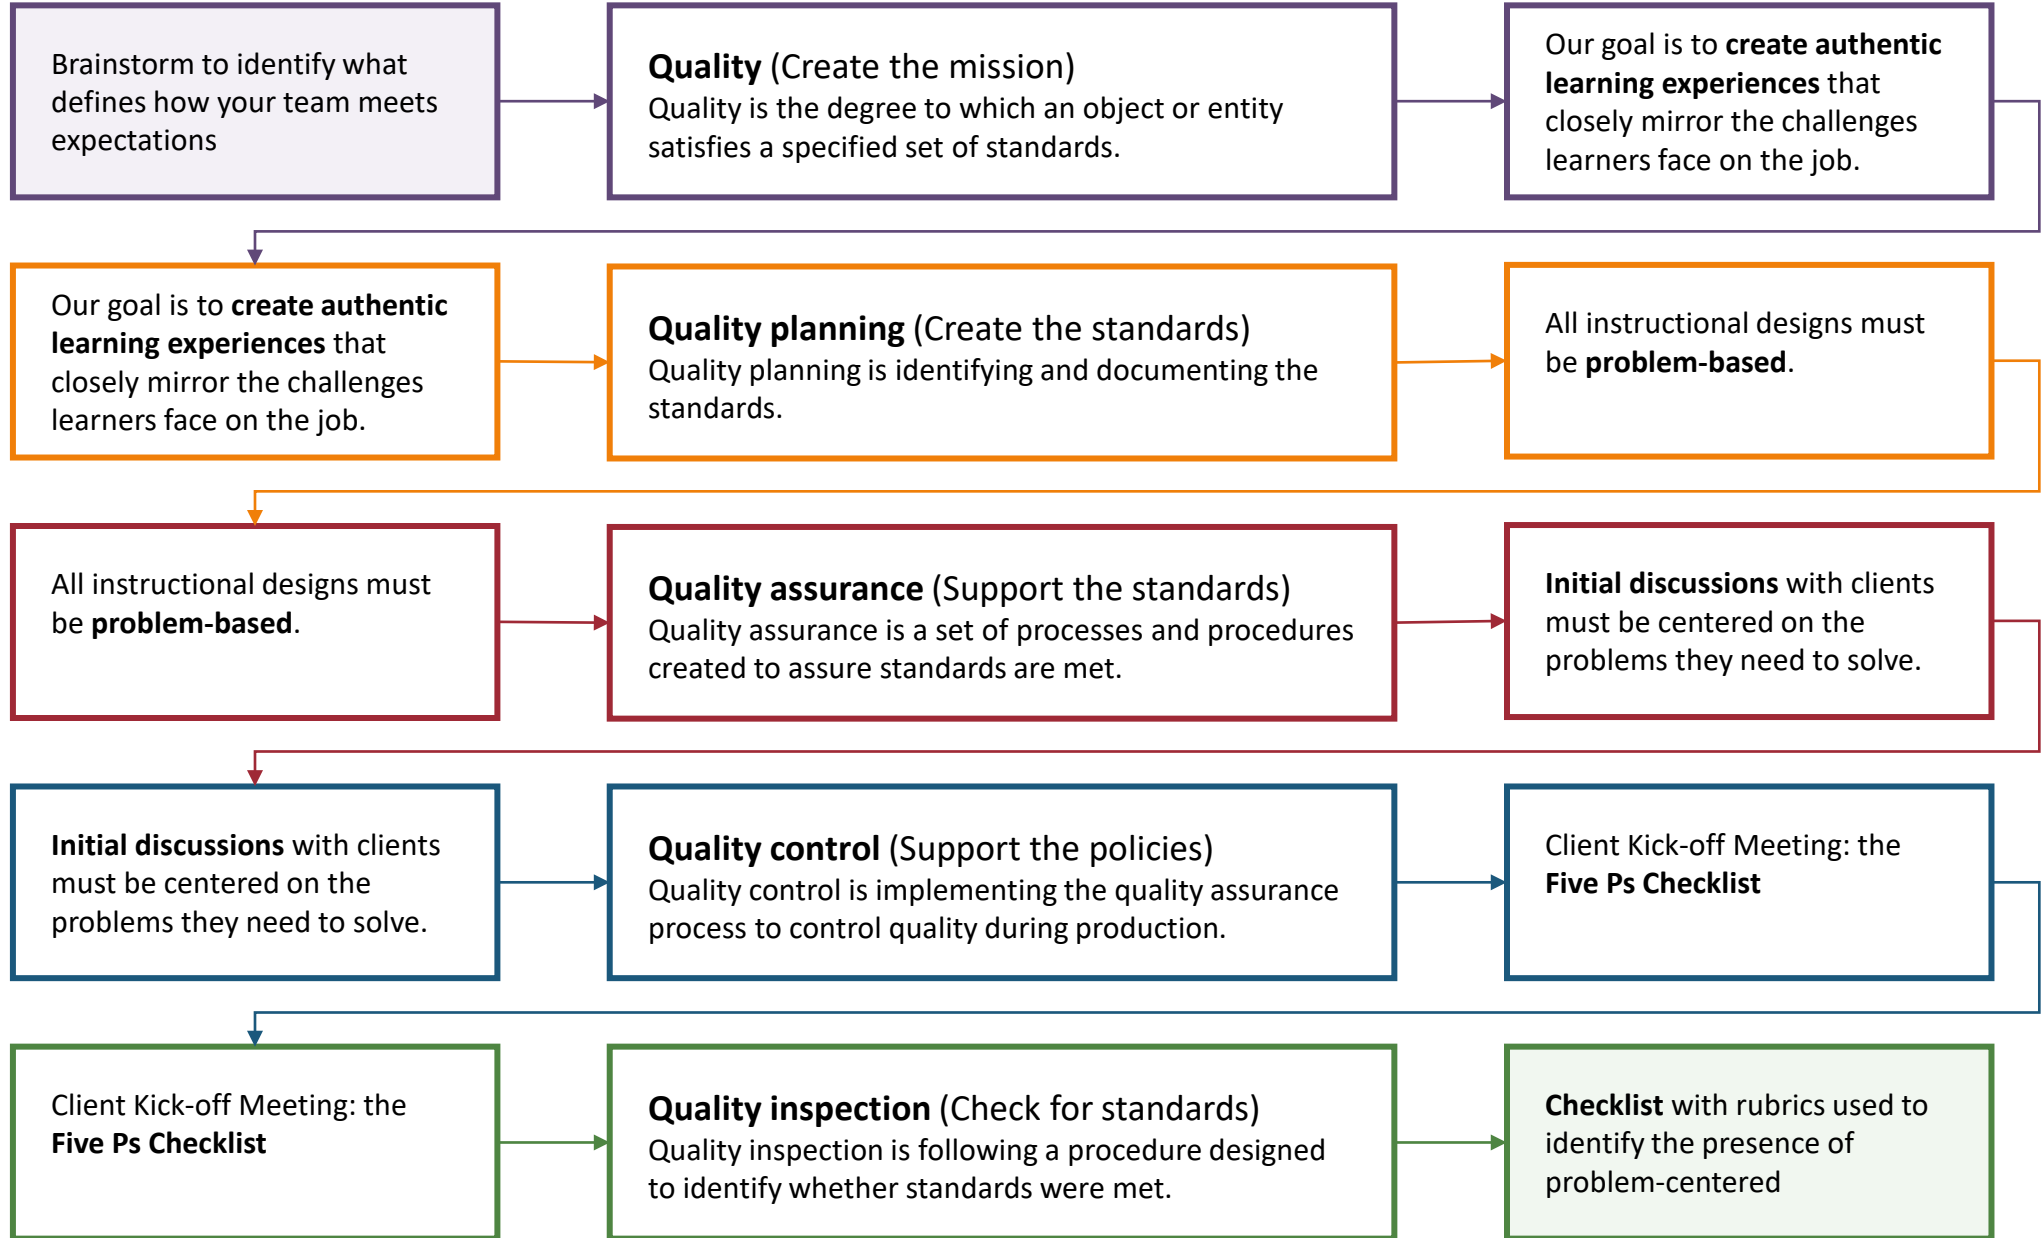 Brainstorm to identify what
defines how your team meets
expectations
Quality (Create the mission)
Quality is the degree to which an object or entity
satisfies a specified set of standards.
Our goal is to create authentic
learning experiences that
closely mirror the challenges
learners face on the job.
Our goal is to create authentic
learning experiences that
closely mirror the challenges
learners face on the job.
Quality planning (Create the standards)
Quality planning is identifying and documenting the
standards.
All instructional designs must
be problem-based.
All instructional designs must
be problem-based.
Quality assurance (Support the standards)
Quality assurance is a set of processes and procedures
created to assure standards are met.
Initial discussions with clients
must be centered on the
problems they need to solve.
Initial discussions with clients
must be centered on the
problems they need to solve.
Quality control (Support the policies)
Quality control is implementing the quality assurance
process to control quality during production.
Client Kick-off Meeting: the
Five Ps Checklist
Client Kick-off Meeting: the
Five Ps Checklist
Quality inspection (Check for standards)
Quality inspection is following a procedure designed
to identify whether standards were met.
Checklist with rubrics used to
identify the presence of
problem-centered